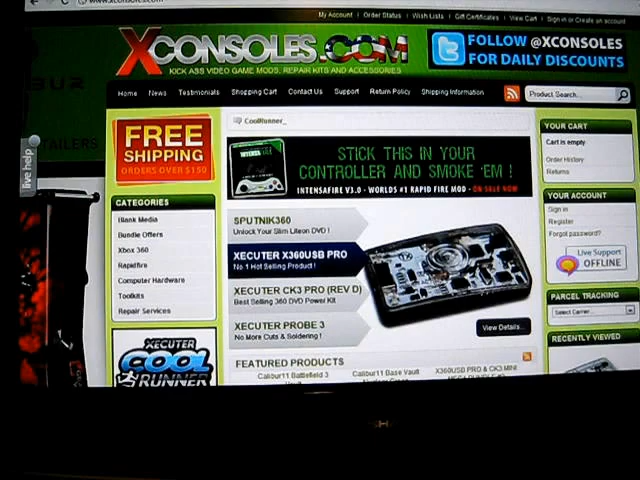 www.xconsoles.com
My Account | Order Status | Wish Lists | Gift Certificates | View Cart | Sign in or Create an account
XCONSOLES.COM
KICK ASS VIDEO GAME MODS, REPAIR KITS AND ACCESSORIES
FOLLOW @XCONSOLES
FOR DAILY DISCOUNTS
Home News Testimonials Shopping Cart Contact Us Support Return Policy Shipping Information
Product Search...
live help
FREE
SHIPPING
ORDERS OVER $150
CATEGORIES
Blank Media
Bundle Offers
Xbox 360
Rapidfire
Computer Hardware
Toolkits
Repair Services
XECUTER
COOL
RUNNER
CoolRunner_
STICK THIS IN YOUR
CONTROLLER AND SMOKE 'EM !
INTENSAFIRE V3.0 - WORLDS #1 RAPID FIRE MOD - ON SALE NOW
SPUTNIK360
Unlock Your Slim Liteon DVD !
XECUTER X360USB PRO
No 1 Hot Selling Product !
XECUTER CK3 PRO (REV D)
Best Selling 360 DVD Power Kit
XECUTER PROBE 3
No More Cuts & Soldering !
View Details...
FEATURED PRODUCTS
Calibur11 Battlefield 3
Vault
Calibur11 Base Vault
X360USB PRO & CK3 MINI
YOUR CART
Cart is empty
Order History
Returns
YOUR ACCOUNT
Sign in
Register
Forgot password?
Live Support
OFFLINE
PARCEL TRACKING
Select Carrier...
RECENTLY VIEWED